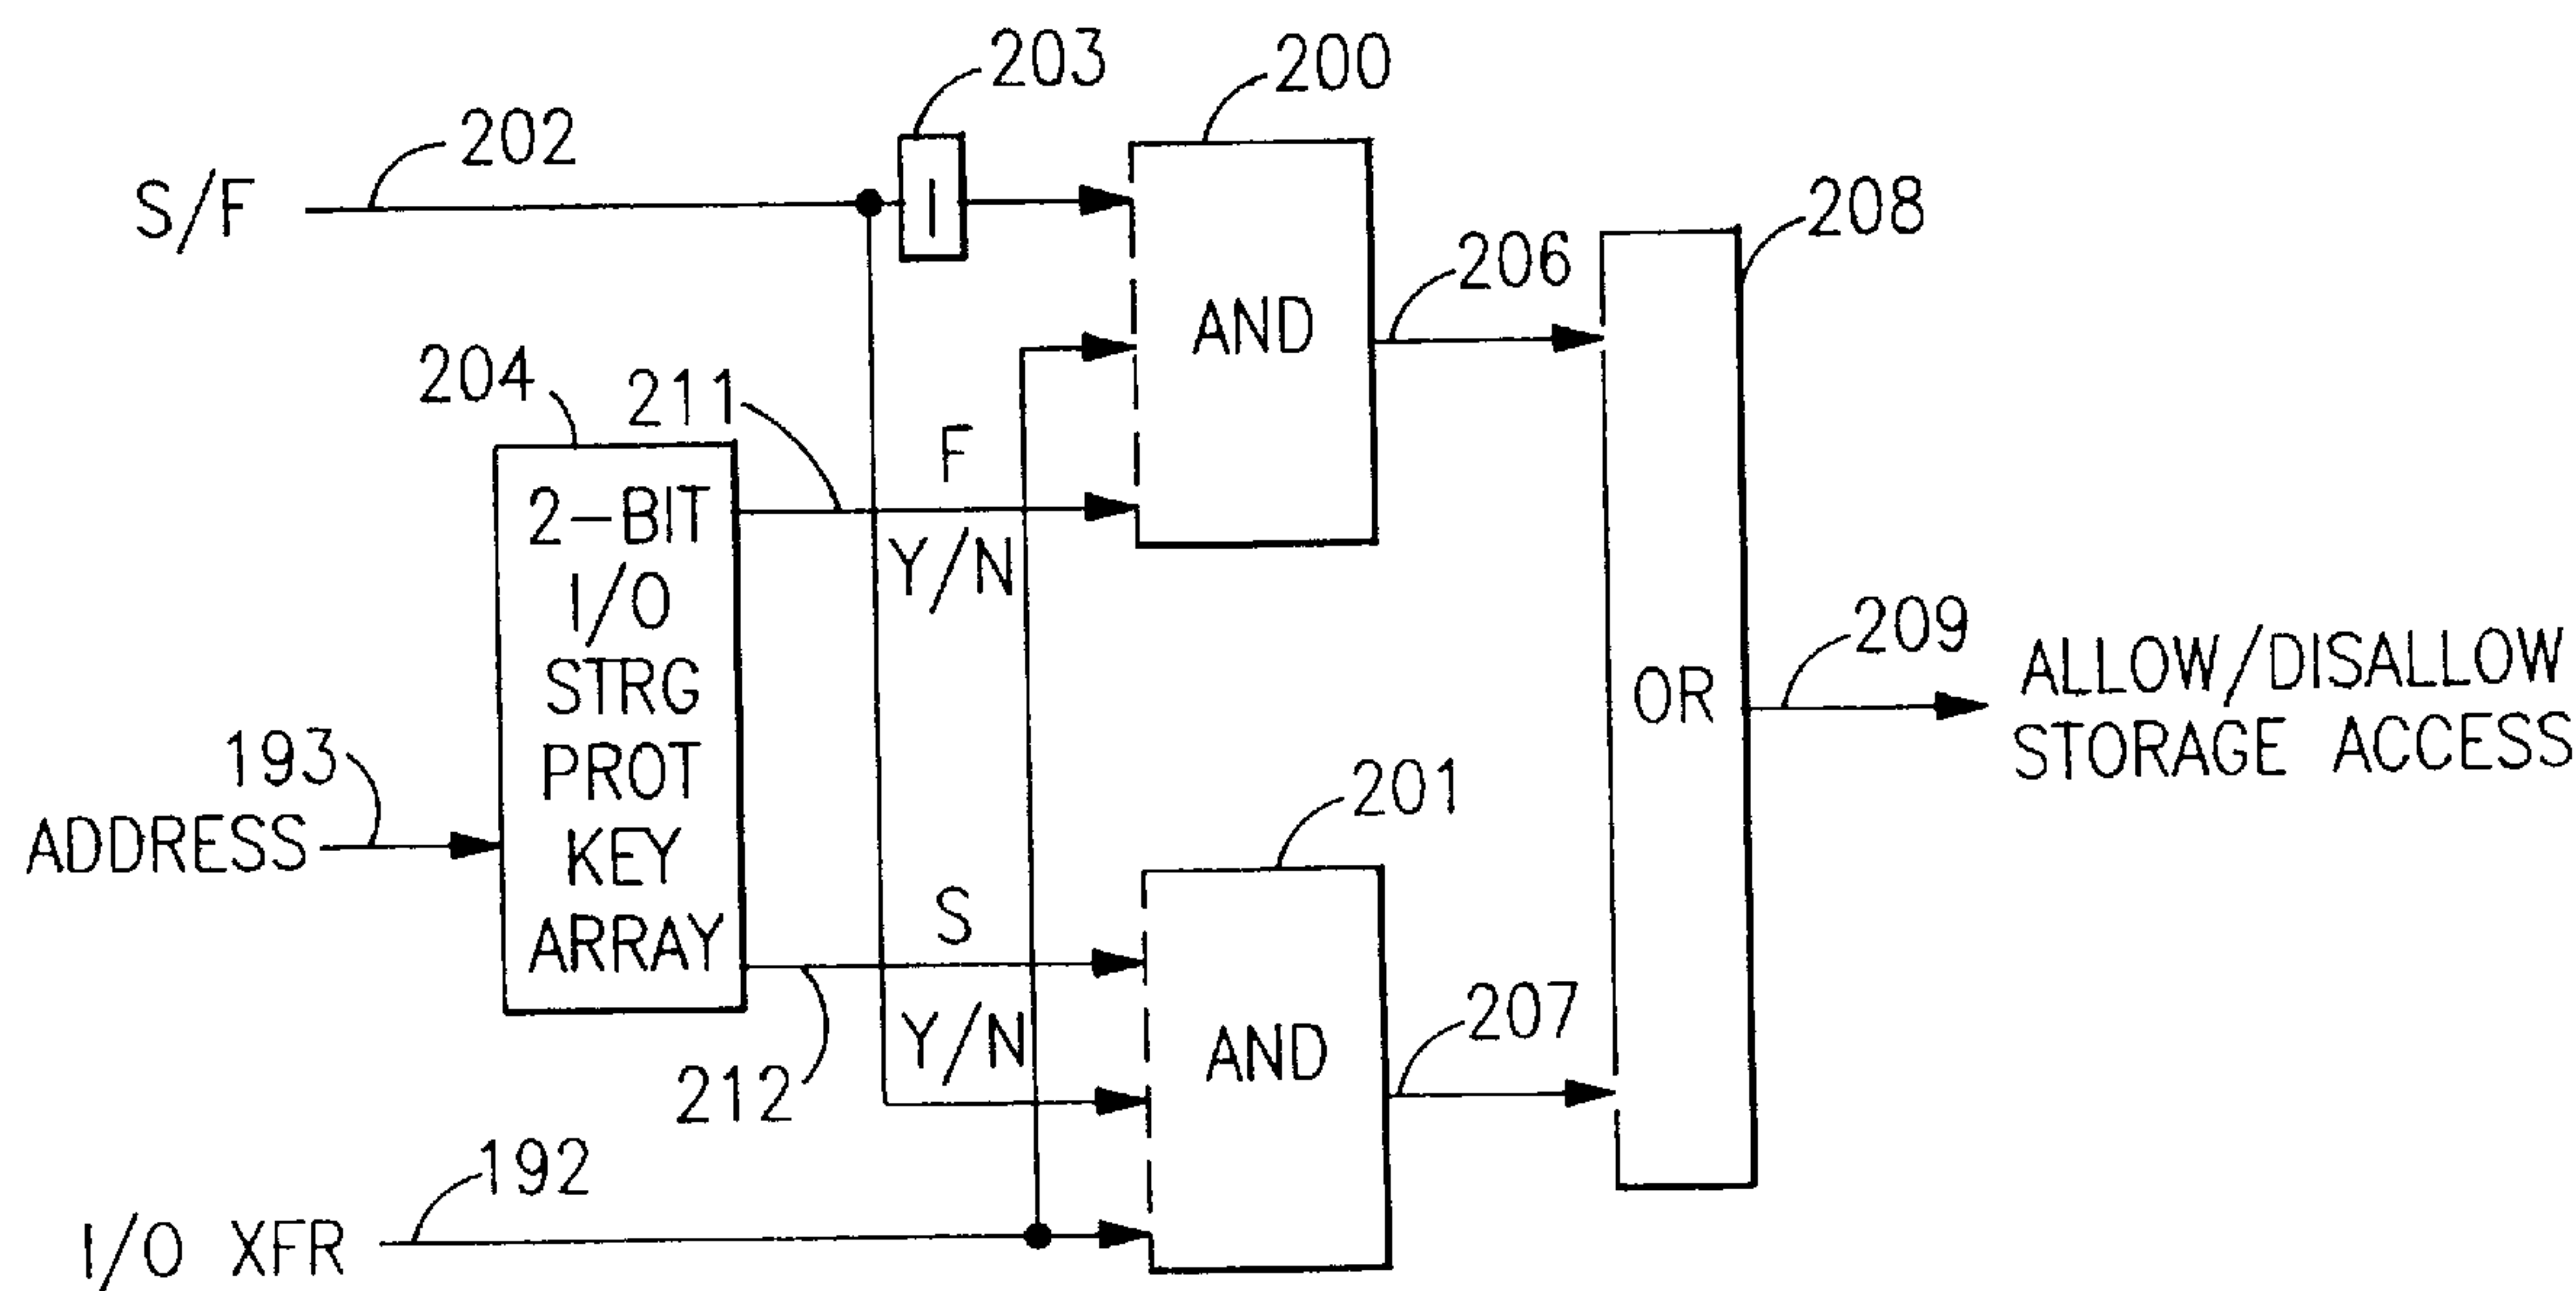 203
200
202
S/F
208
206
AND
204
211
F
2-BIT
Y/N
I/O
STRG
PROT
KEY
ARRAY
209
ALLOW/DISALLOW
STORAGE ACCESS
OR
193
ADDRESS
201
S
Y/N
AND
207
212
192
I/O XFR
I